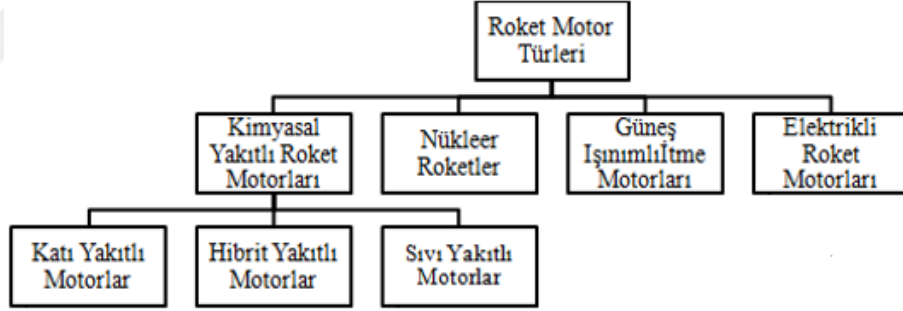 Roket Motor
Türleri
Kimyasal
Yakıtlı Roket
Motorları
Nükleer
Roketler
Güneş
Işınımlıİtme
Motorları
Elektrikli
Roket
Motorları
Katı Yakıtlı
Motorlar
Hibrit Yakıtlı
Motorlar
Sıvı Yakıtlı
Motorlar